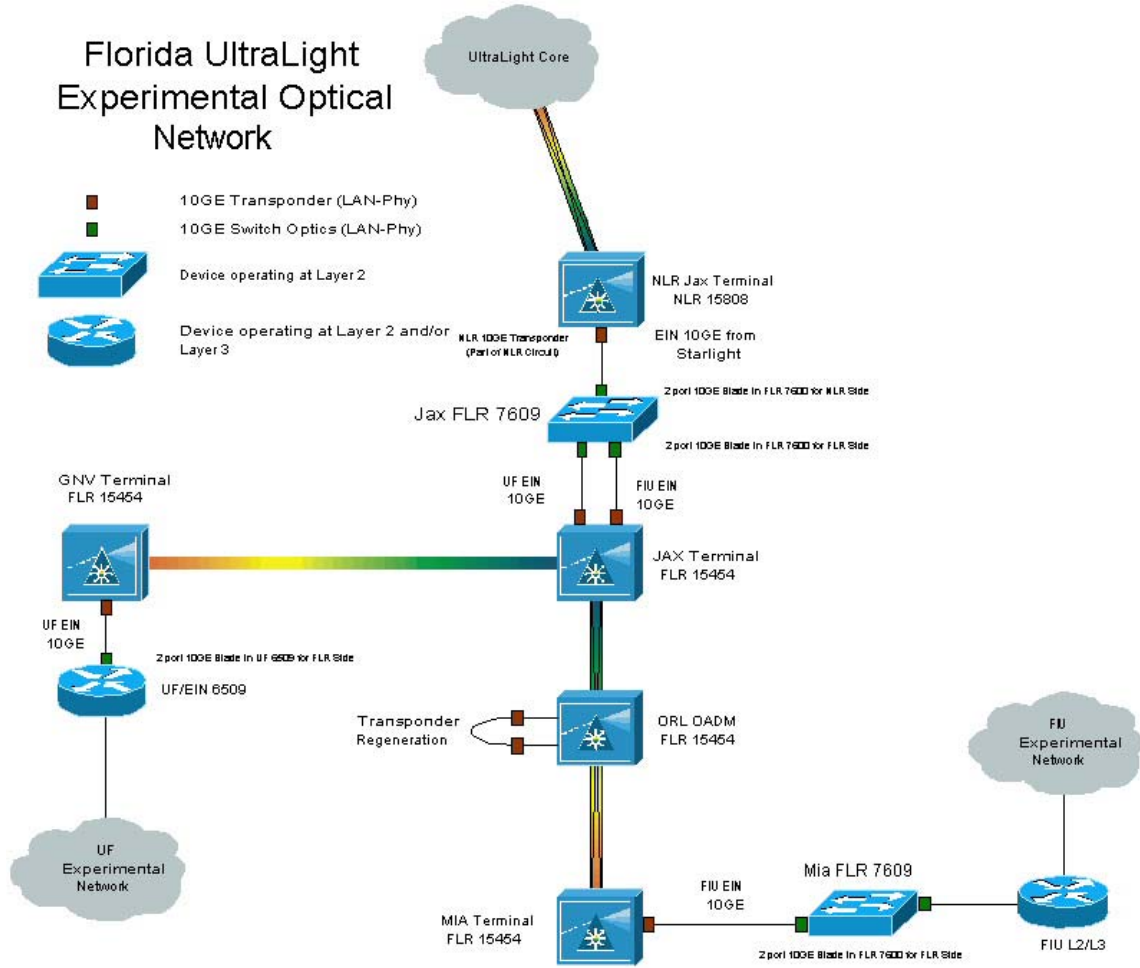 Florida UltraLight
Experimental Optical
Network
UltraLight Core
10GE Transponder (LAN-Phy)
10GE Switch Optics (LAN-Phy)
Device operating at Layer 2
Device operating at Layer 2 and/or
Layer 3
NLR Jax Terminal
NLR 15808
NLR 10GE Transponder
(Part of NLR Circuit)
EIN 10GE from
Starlight
2 port 10GE Blade in FLR 7600 for NLR Side
Jax FLR 7609
2 port 10GE Blade in FLR 7600 for FLR Side
GNV Terminal
FLR 15454
UF EIN
10GE
FIU EIN
10GE
JAX Terminal
FLR 15454
UF EIN
10GE
2 port 10GE Blade in UF 6509 for FLR Side
UF/EIN 6509
Transponder
Regeneration
ORL OADM
FLR 15454
FIU
Experimental
Network
UF
Experimental
Network
Mia FLR 7609
FIU EIN
10GE
MIA Terminal
FLR 15454
2 port 10GE Blade in FLR 7600 for FLR Side
FIU L2/L3